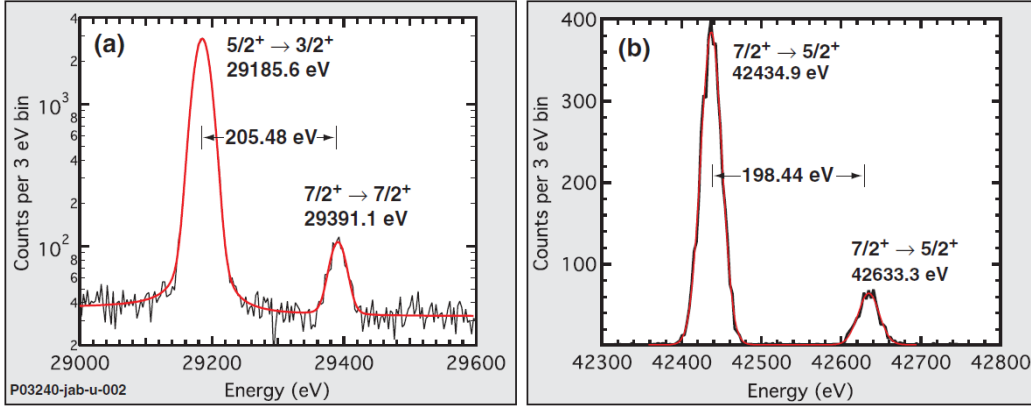 (a)
5/2⁺ → 3/2⁺
29185.6 eV
205.48 eV
7/2⁺ → 7/2⁺
29391.1 eV
Counts per 3 eV bin
4
2
10³
8
6
4
2
10²
8
6
4
2
29000 29200 29400 29600
P03240-jab-u-002
Energy (eV)
(b)
7/2⁺ → 5/2⁺
42434.9 eV
198.44 eV
7/2⁺ → 5/2⁺
42633.3 eV
Counts per 3 eV bin
400
300
200
100
42300 42400 42500 42600 42700 42800
Energy (eV)